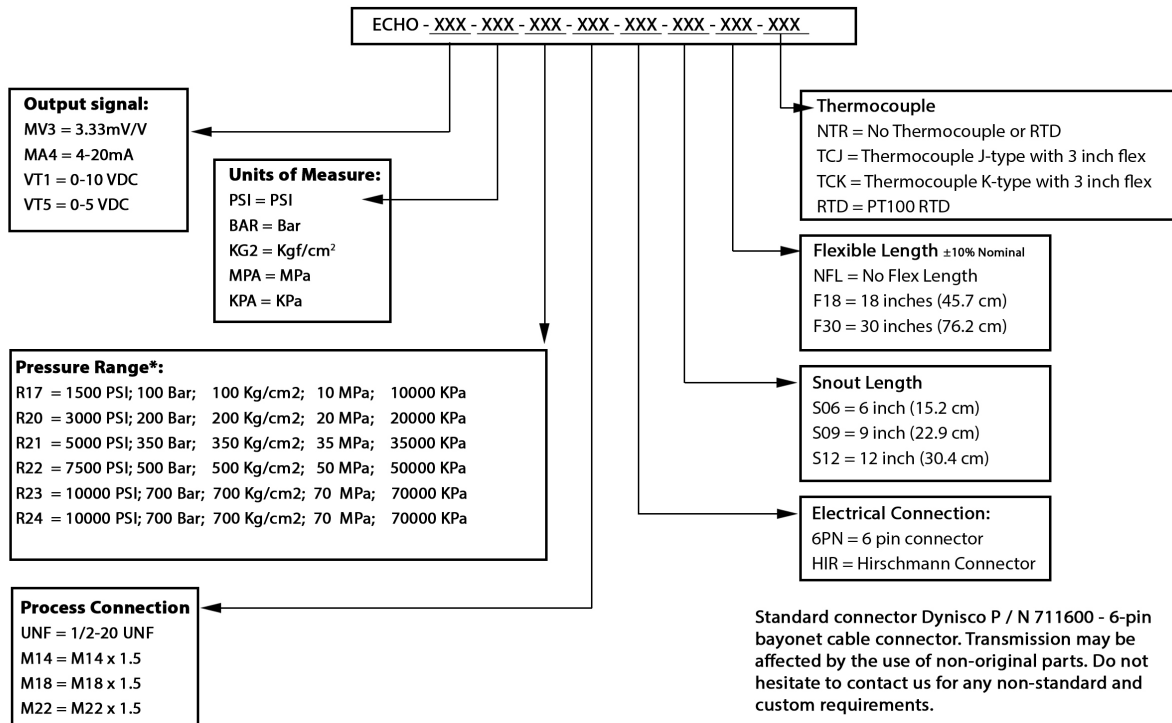 ECHO - XXX - XXX - XXX - XXX - XXX - XXX - XXX - XXX
Output signal:
MV3 = 3.33mV/V
MA4 = 4-20mA
VT1 = 0-10 VDC
VT5 = 0-5 VDC
Units of Measure:
PSI = PSI
BAR = Bar
KG2 = Kgf/cm²
MPA = MPa
KPA = KPa
Pressure Range*:
R17 = 1500 PSI; 100 Bar; 100 Kg/cm2; 10 MPa; 10000 KPa
R20 = 3000 PSI; 200 Bar; 200 Kg/cm2; 20 MPa; 20000 KPa
R21 = 5000 PSI; 350 Bar; 350 Kg/cm2; 35 MPa; 35000 KPa
R22 = 7500 PSI; 500 Bar; 500 Kg/cm2; 50 MPa; 50000 KPa
R23 = 10000 PSI; 700 Bar; 700 Kg/cm2; 70 MPa; 70000 KPa
R24 = 10000 PSI; 700 Bar; 700 Kg/cm2; 70 MPa; 70000 KPa
Process Connection
UNF = 1/2-20 UNF
M14 = M14 x 1.5
M18 = M18 x 1.5
M22 = M22 x 1.5
Thermocouple
NTR = No Thermocouple or RTD
TCJ = Thermocouple J-type with 3 inch flex
TCK = Thermocouple K-type with 3 inch flex
RTD = PT100 RTD
Flexible Length ±10% Nominal
NFL = No Flex Length
F18 = 18 inches (45.7 cm)
F30 = 30 inches (76.2 cm)
Snout Length
S06 = 6 inch (15.2 cm)
S09 = 9 inch (22.9 cm)
S12 = 12 inch (30.4 cm)
Electrical Connection:
6PN = 6 pin connector
HIR = Hirschmann Connector
Standard connector Dynisco P / N 711600 - 6-pin
bayonet cable connector. Transmission may be
affected by the use of non-original parts. Do not
hesitate to contact us for any non-standard and
custom requirements.